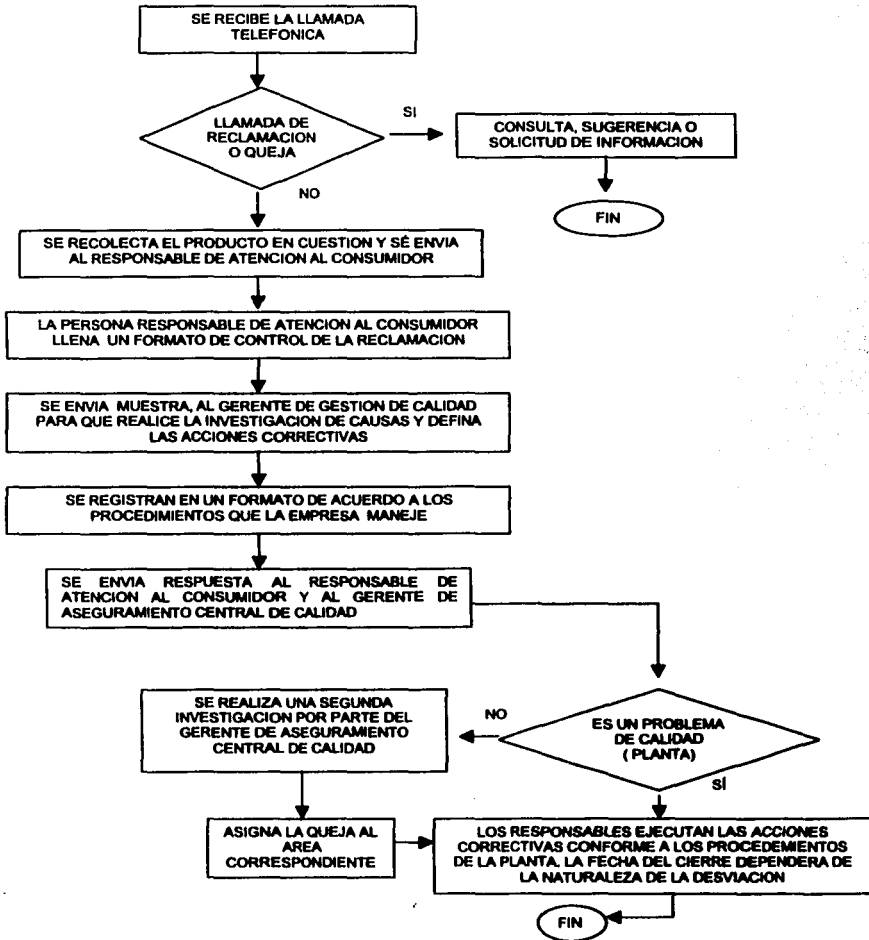 SE RECIBE LA LLAMADA
TELEFONICA
LLAMADA DE
RECLAMACION
O QUEJA
SI
CONSULTA, SUGERENCIA O
SOLICITUD DE INFORMACION
FIN
NO
SE RECOLECTA EL PRODUCTO EN CUESTION Y SÉ ENVIA
AL RESPONSABLE DE ATENCION AL CONSUMIDOR
LA PERSONA RESPONSABLE DE ATENCION AL CONSUMIDOR
LLENA UN FORMATO DE CONTROL DE LA RECLAMACION
SE ENVIA MUESTRA, AL GERENTE DE GESTION DE CALIDAD
PARA QUE REALICE LA INVESTIGACION DE CAUSAS Y DEFINA
LAS ACCIONES CORRECTIVAS
SE REGISTRAN EN UN FORMATO DE ACUERDO A LOS
PROCEDIMIENTOS QUE LA EMPRESA MANEJE
SE ENVIA RESPUESTA AL RESPONSABLE DE
ATENCION AL CONSUMIDOR Y AL GERENTE DE
ASEGURAMIENTO CENTRAL DE CALIDAD
ES UN PROBLEMA
DE CALIDAD
( PLANTA)
NO
SE REALIZA UNA SEGUNDA
INVESTIGACION POR PARTE DEL
GERENTE DE ASEGURAMIENTO
CENTRAL DE CALIDAD
SÍ
ASIGNA LA QUEJA AL
AREA
CORRESPONDIENTE
LOS RESPONSABLES EJECUTAN LAS ACCIONES
CORRECTIVAS CONFORME A LOS PROCEDEMIENTOS
DE LA PLANTA. LA FECHA DEL CIERRE DEPENDERA DE
LA NATURALEZA DE LA DESVIACION
FIN